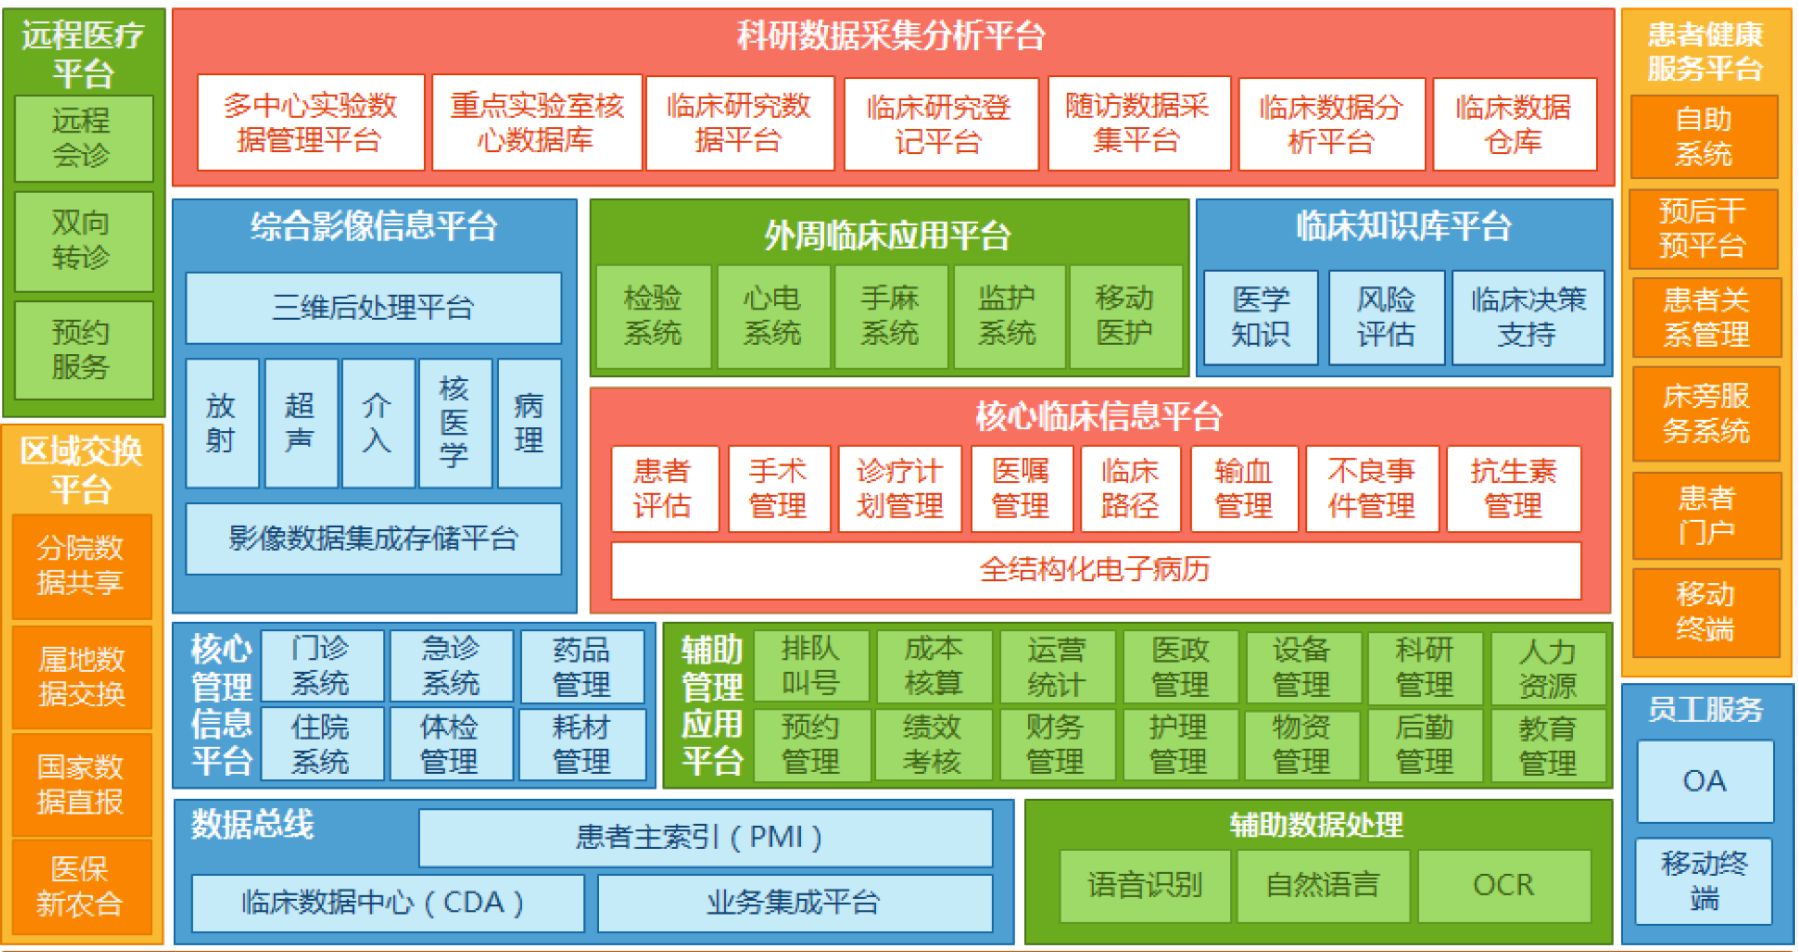 远程医疗
平台
远程
会诊
双向
转诊
预约
服务
区域交换
平台
分院数
据共享
属地数
据交换
国家数
据直报
医保
新农合
科研数据采集分析平台
多中心实验数
据管理平台
重点实验室核
心数据库
临床研究数
据平台
临床研究登
记平台
随访数据采
集平台
临床数据分
析平台
临床数据
仓库
综合影像信息平台
三维后处理平台
放
射
超
声
介
入
核
医
学
病
理
影像数据集成存储平台
外周临床应用平台
检验
系统
心电
系统
手麻
系统
监护
系统
移动
医护
临床知识库平台
医学
知识
风险
评估
临床决策
支持
核心临床信息平台
患者
评估
手术
管理
诊疗计
划管理
医嘱
管理
临床
路径
输血
管理
不良事
件管理
抗生素
管理
全结构化电子病历
核心
管理
信息
平台
门诊
系统
急诊
系统
药品
管理
住院
系统
体检
管理
耗材
管理
辅助
管理
应用
平台
排队
叫号
成本
核算
运营
统计
医政
管理
设备
管理
科研
管理
人力
资源
预约
管理
绩效
考核
财务
管理
护理
管理
物资
管理
后勤
管理
教育
管理
数据总线
患者主索引（PMI）
临床数据中心（CDA）
业务集成平台
辅助数据处理
语音识别
自然语言
OCR
患者健康
服务平台
自助
系统
预后干
预平台
患者关
系管理
床旁服
务系统
患者
门户
移动
终端
员工服务
OA
移动终
端